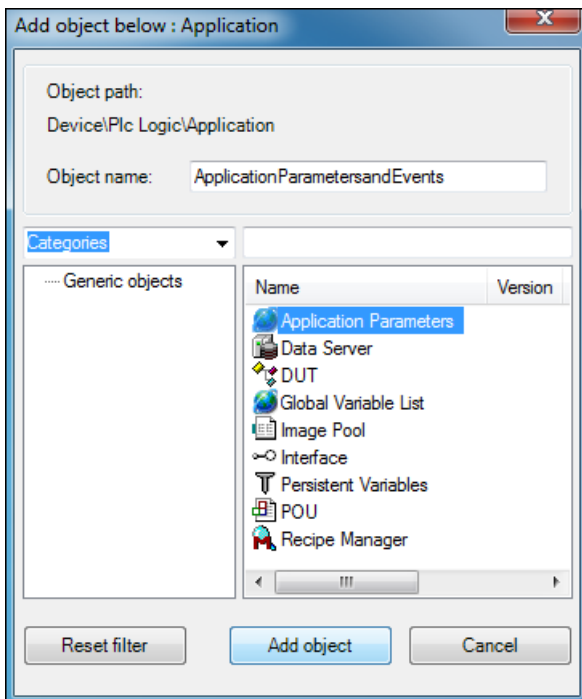 Add object below : Application
Object path:
Device\Plc Logic\Application
Object name: ApplicationParametersandEvents
Categories
Generic objects
Name Version
Application Parameters
Data Server
DUT
Global Variable List
Image Pool
Interface
Persistent Variables
POU
Recipe Manager
Reset filter Add object Cancel